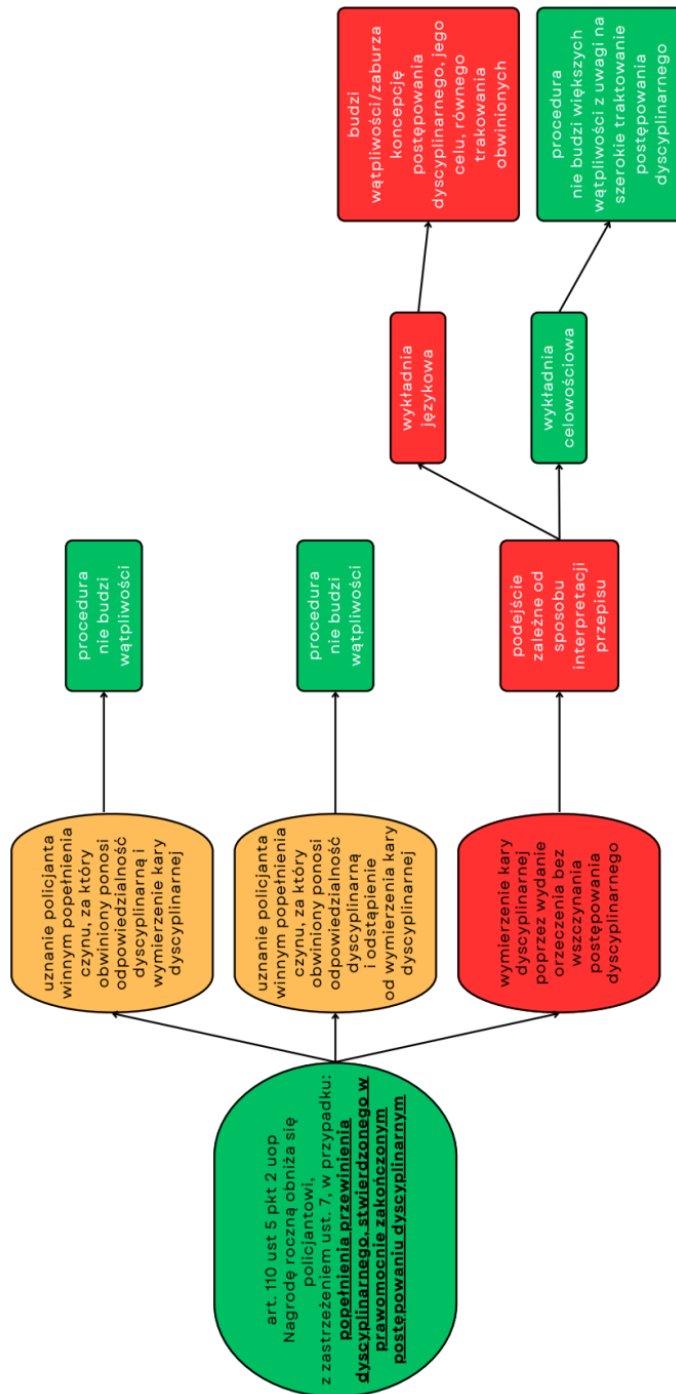 art. 110 ust 5 pkt 2 uop
Nagrodę roczną obniża się
policjantowi,
z zastrzeżeniem ust. 7, w przypadku:
popełnienia przewinienia
dyscyplinarnego, stwierdzonego w
prawomocnie zakończonym
postępowaniu dyscyplinarnym
uznanie policjanta
winnym popełnienia
czynu, za który
obwiniony ponosi
odpowiedzialność
dyscyplinarną i
wymierzenie kary
dyscyplinarnej
procedura
nie budzi
wątpliwości
uznanie policjanta
winnym popełnienia
czynu, za który
obwiniony ponosi
odpowiedzialność
dyscyplinarną
i odstąpienie
od wymierzenia kary
dyscyplinarnej
procedura
nie budzi
wątpliwości
wymierzenie kary
dyscyplinarnej
poprzez wydanie
orzeczenia bez
wszczynania
postępowania
dyscyplinarnego
podejście
zależne od
sposobu
interpretacji
przepisu
wykładnia
językowa
budzi
wątpliwości/zaburza
koncepcję
postępowania
dyscyplinarnego, jego
celu, równego
trakowania
obwinionych
wykładnia
celowościowa
procedura
nie budzi większych
wątpliwości z uwagi na
szerokie traktowanie
postępowania
dyscyplinarnego